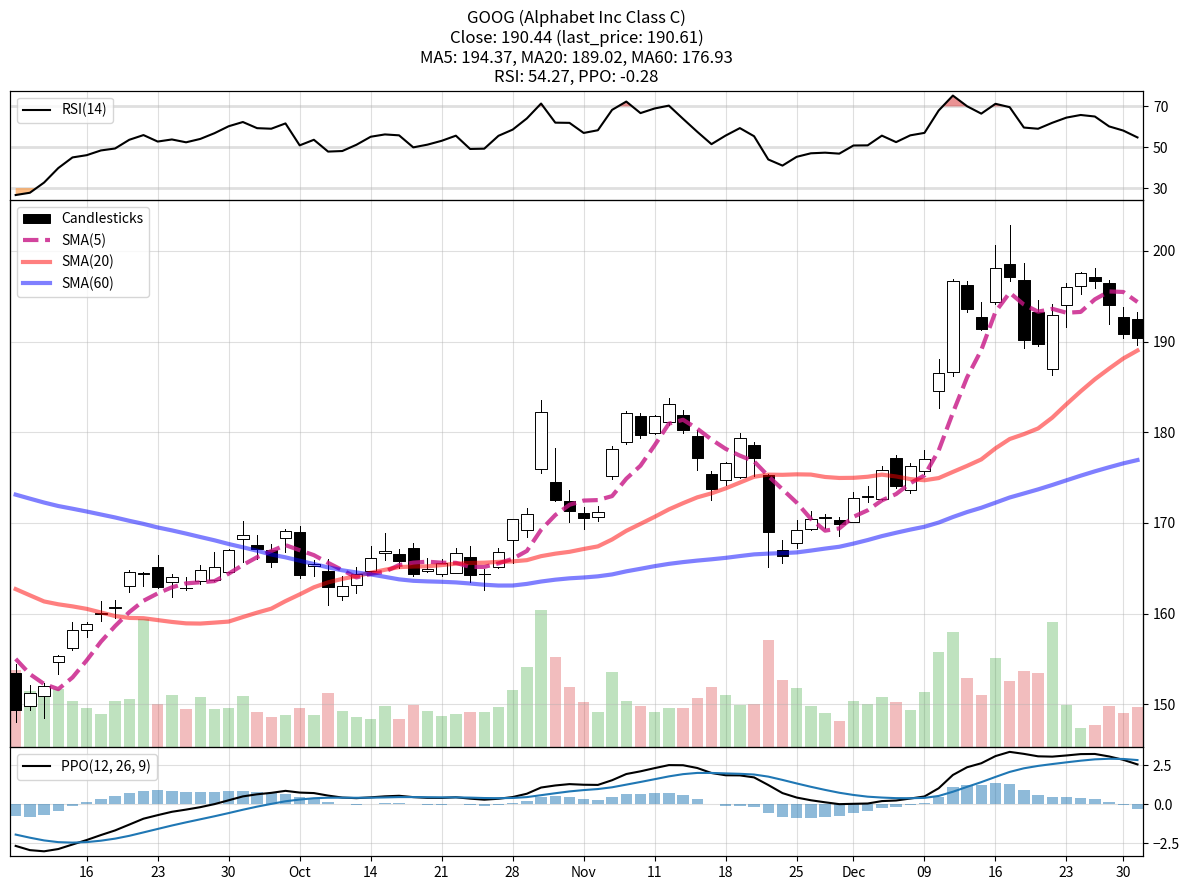 GOOG (Alphabet Inc Class C)
Close: 190.44 (last_price: 190.61)
MA5: 194.37, MA20: 189.02, MA60: 176.93
RSI: 54.27, PPO: -0.28
RSI(14)
70
50
30
Candlesticks
SMA(5)
SMA(20)
SMA(60)
200
190
180
170
160
150
PPO(12, 26, 9)
2.5
0.0
−2.5
16 23 30 Oct 14 21 28 Nov 11 18 25 Dec 09 16 23 30